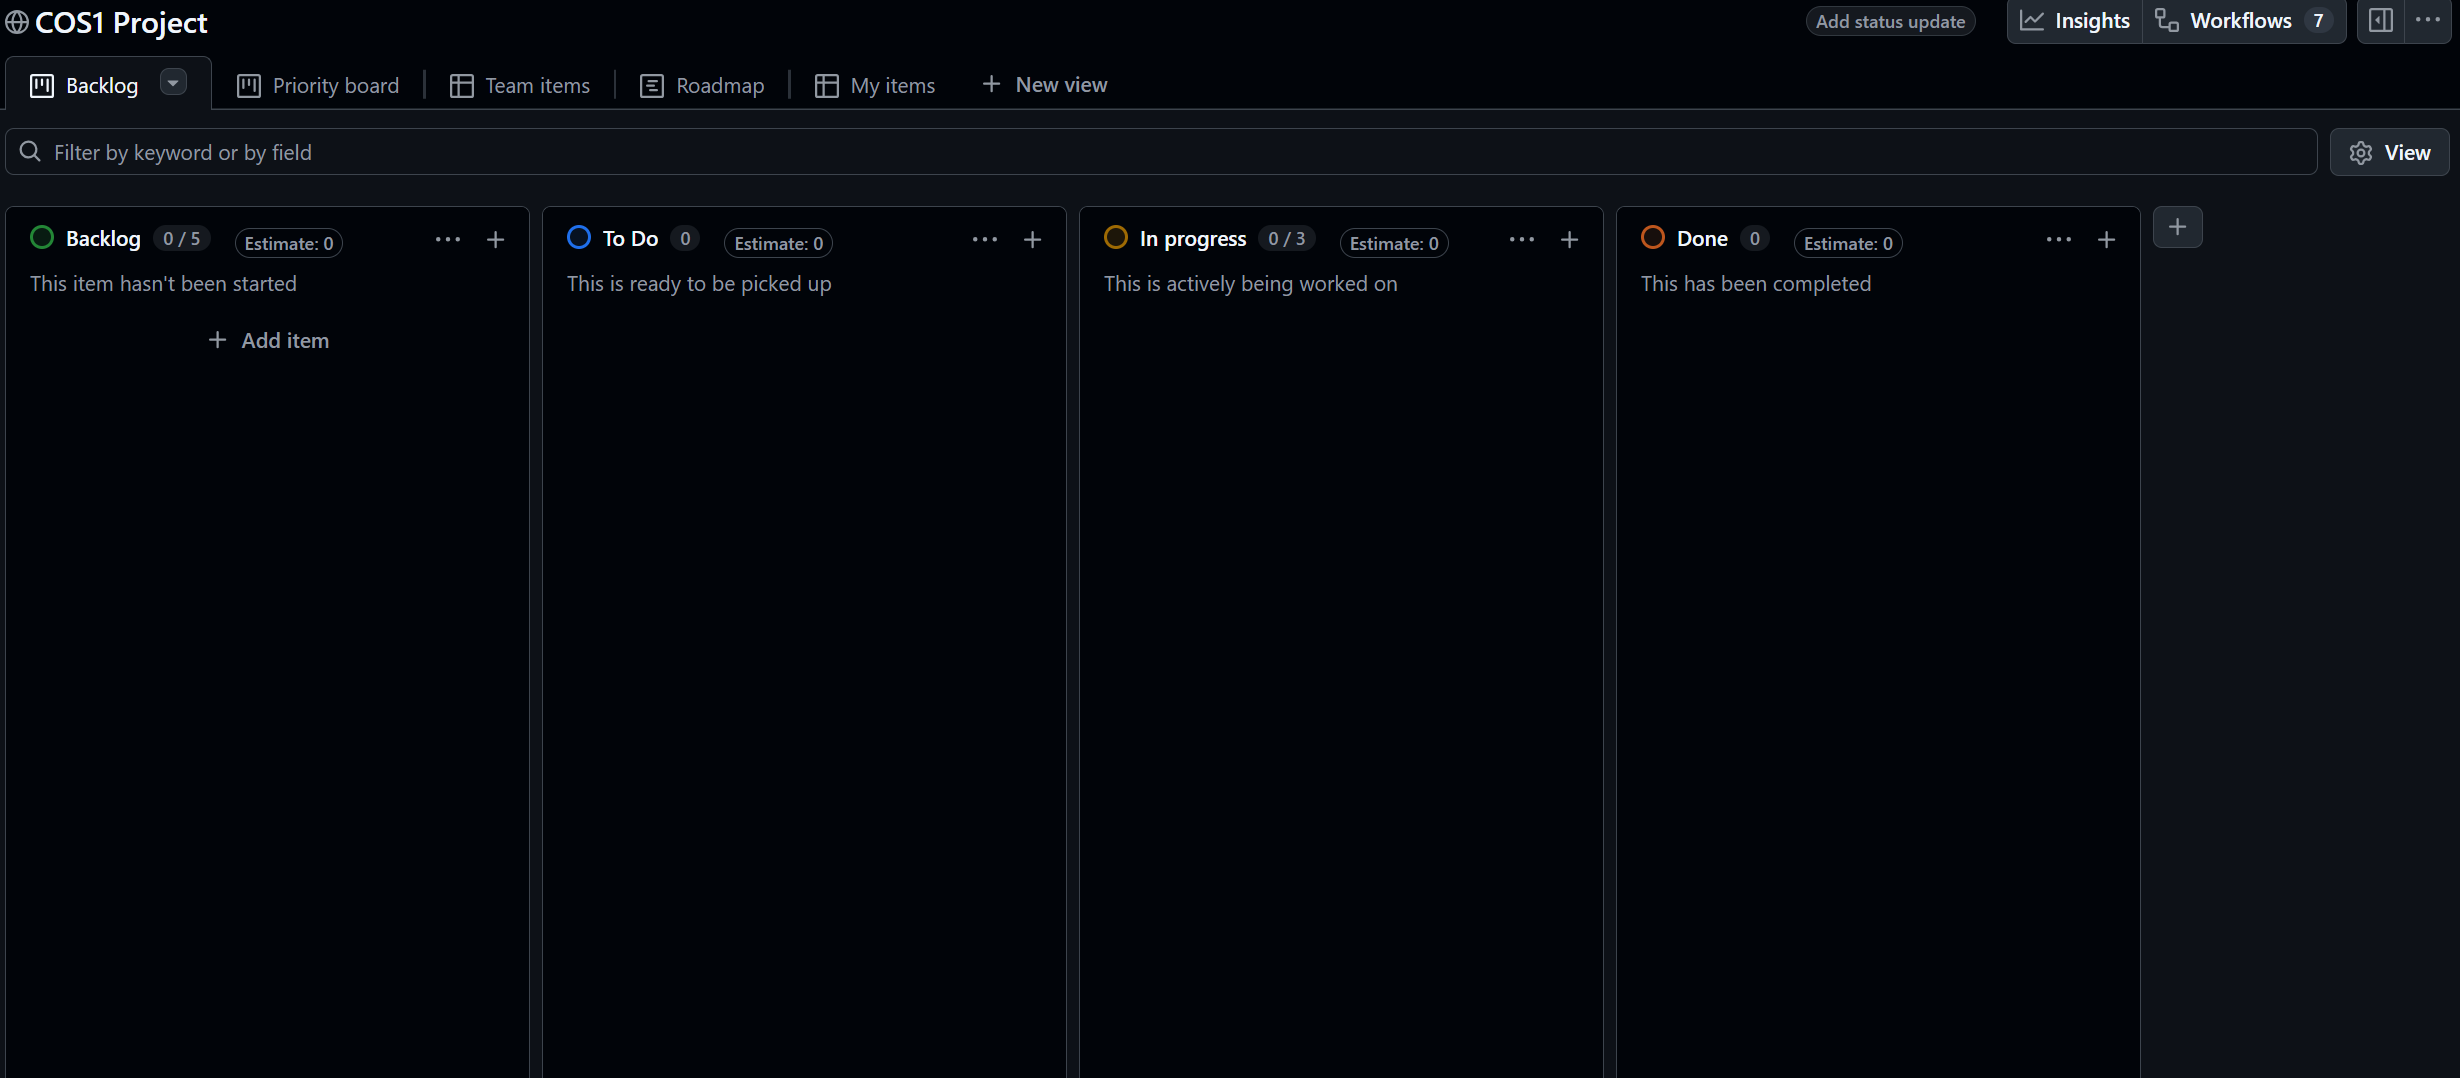 COS1 Project
Add status update
Insights
Workflows 7
Backlog
Priority board
Team items
Roadmap
My items
New view
Filter by keyword or by field
View
Backlog 0 / 5 Estimate: 0
This item hasn't been started
Add item
To Do 0 Estimate: 0
This is ready to be picked up
In progress 0 / 3 Estimate: 0
This is actively being worked on
Done 0 Estimate: 0
This has been completed